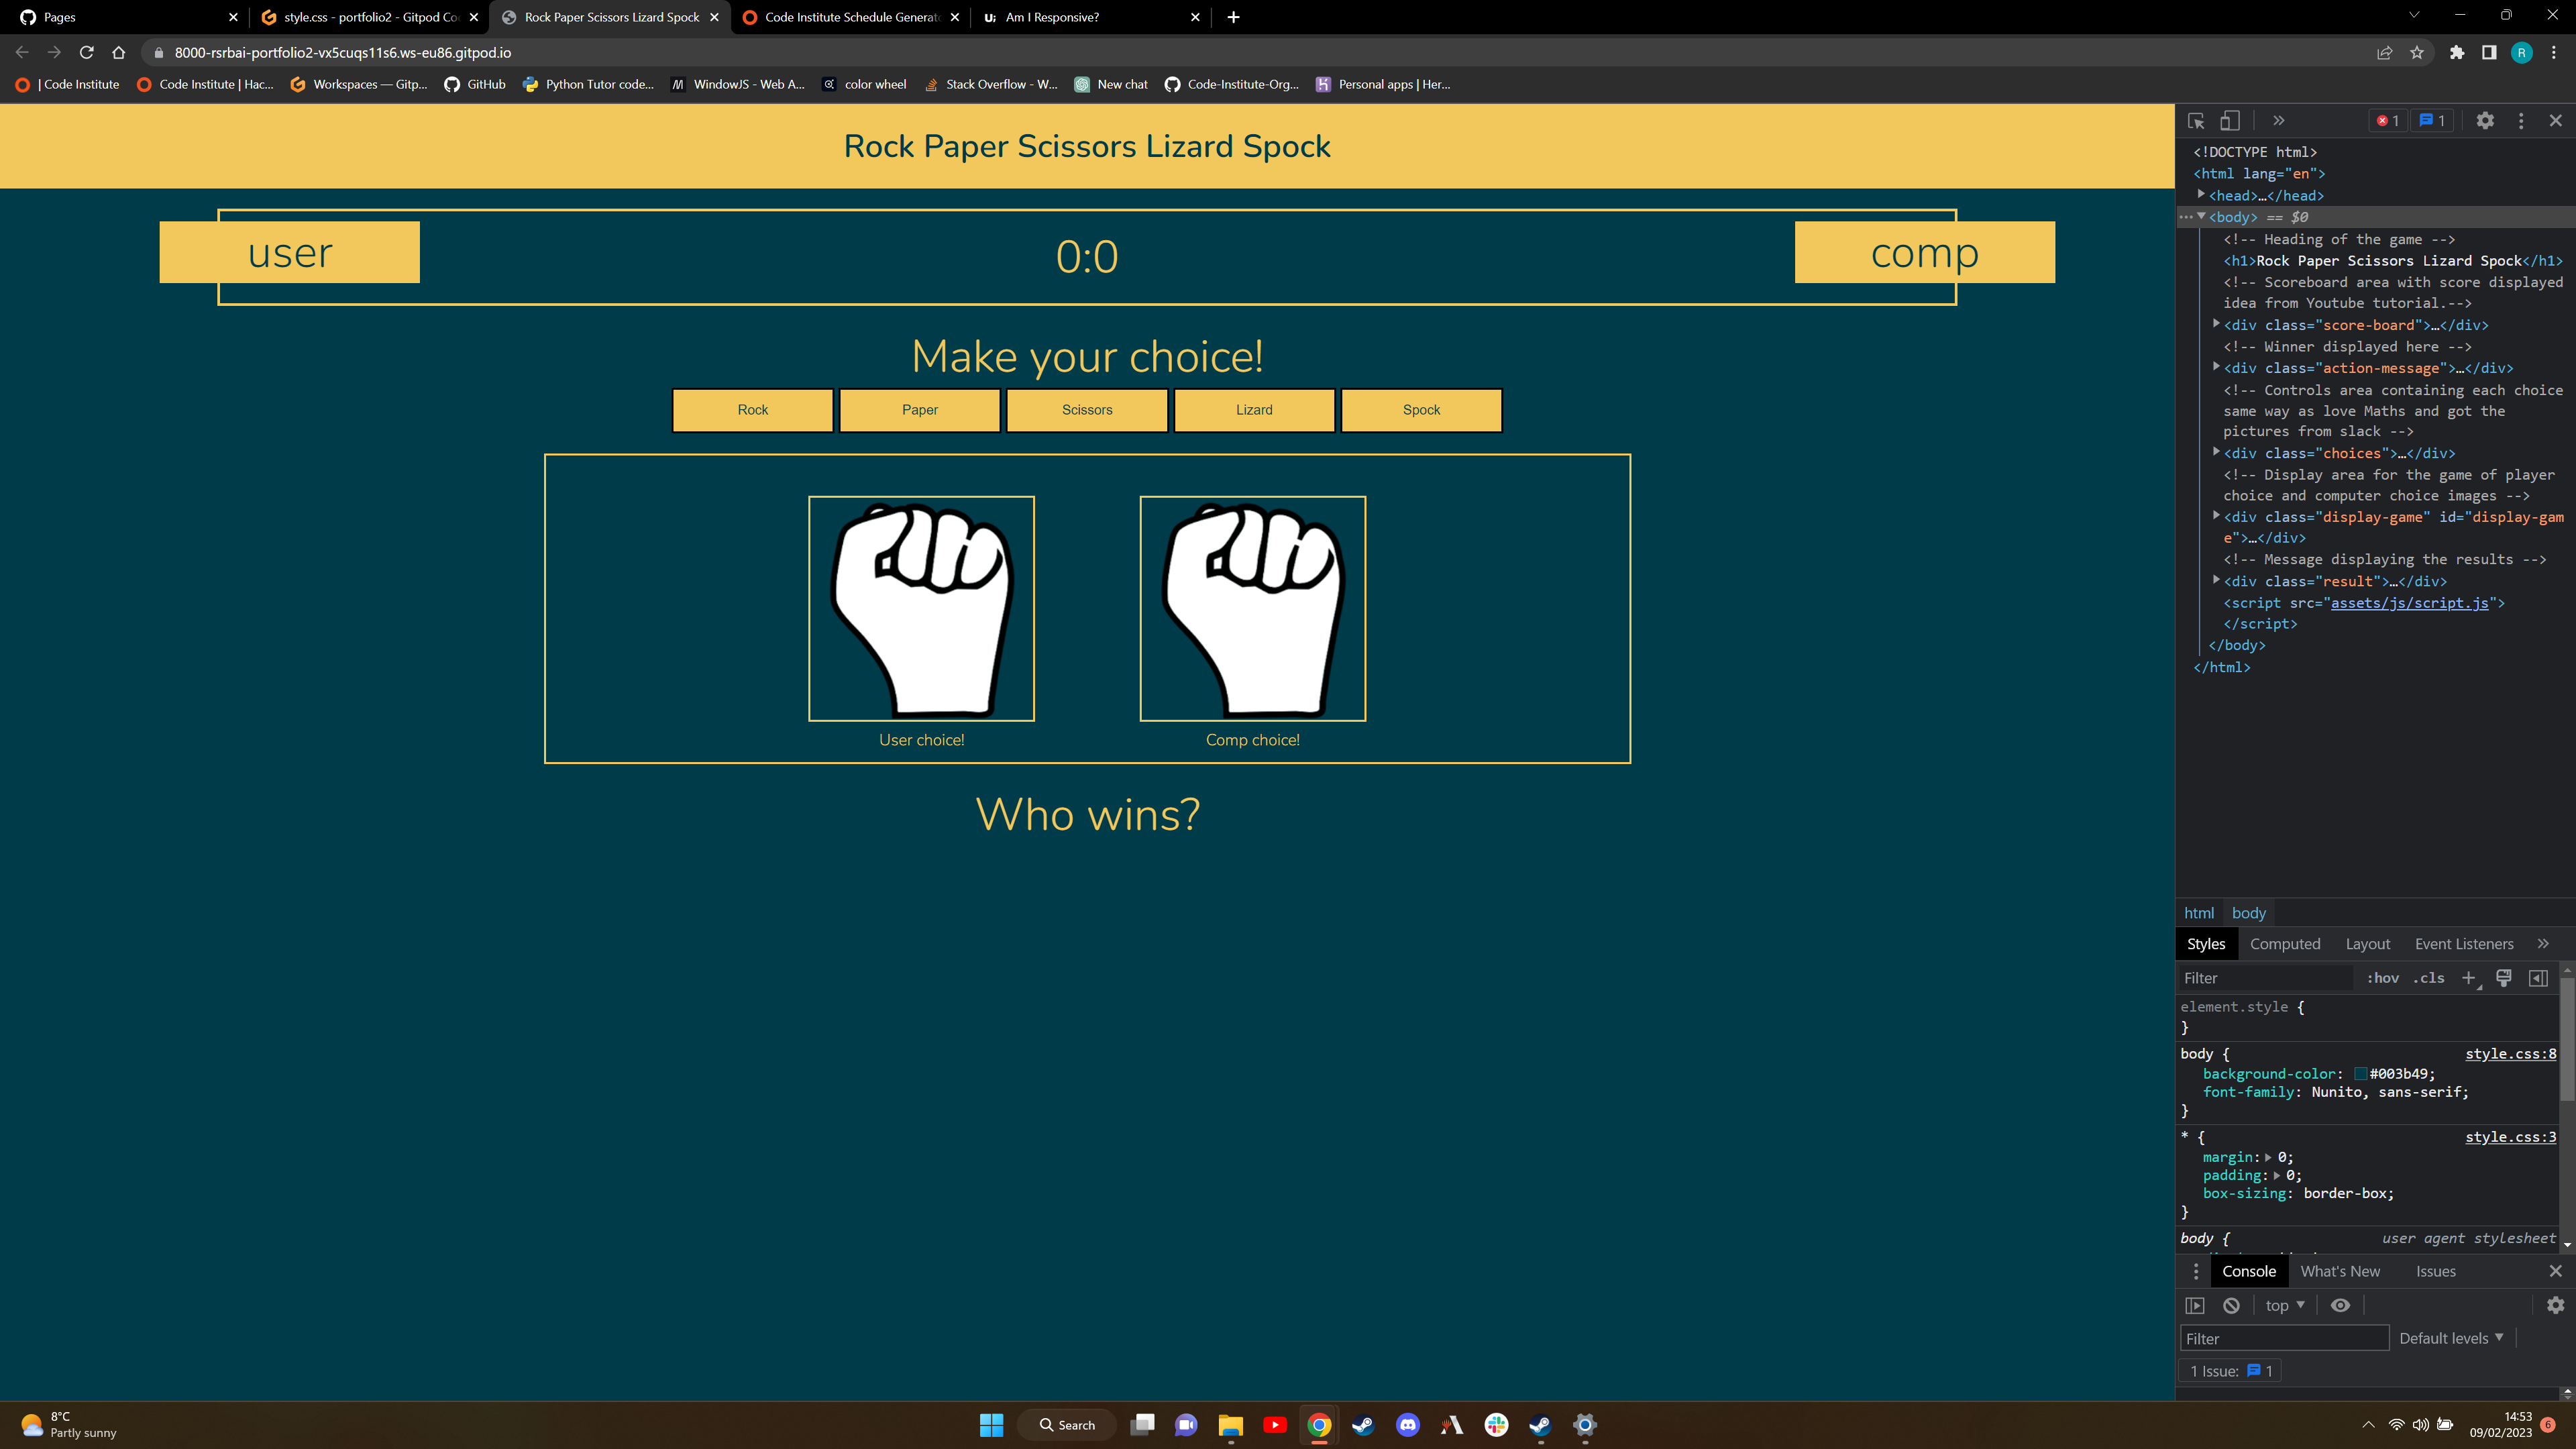 Pages
style.css - portfolio2 - Gitpod Co
Rock Paper Scissors Lizard Spock
Code Institute Schedule Generato
Am I Responsive?
8000-rsrbai-portfolio2-vx5cuqs11s6.ws-eu86.gitpod.io
R
| Code Institute
Code Institute | Hac...
Workspaces — Gitp...
GitHub
Python Tutor code...
WindowJS - Web A...
color wheel
Stack Overflow - W...
New chat
Code-Institute-Org...
Personal apps | Her...
Rock Paper Scissors Lizard Spock
user
0:0
comp
Make your choice!
Rock
Paper
Scissors
Lizard
Spock
User choice!
Comp choice!
Who wins?
1
1
<!DOCTYPE html>
<html lang="en">
<head>…</head>
<body> == $0
<!-- Heading of the game -->
<h1>Rock Paper Scissors Lizard Spock</h1>
<!-- Scoreboard area with score displayed
idea from Youtube tutorial.-->
<div class="score-board">…</div>
<!-- Winner displayed here -->
<div class="action-message">…</div>
<!-- Controls area containing each choice
same way as love Maths and got the
pictures from slack -->
<div class="choices">…</div>
<!-- Display area for the game of player
choice and computer choice images -->
<div class="display-game" id="display-gam
e">…</div>
<!-- Message displaying the results -->
<div class="result">…</div>
<script src="assets/js/script.js">
</script>
</body>
</html>
html body
Styles Computed Layout Event Listeners
Filter :hov .cls
element.style {
}
body { style.css:8
background-color: #003b49;
font-family: Nunito, sans-serif;
}
* { style.css:3
margin: 0;
padding: 0;
box-sizing: border-box;
}
body { user agent stylesheet
Console What's New Issues
top
Filter Default levels
1 Issue: 1
8°C
Partly sunny
Search
14:53
09/02/2023
6